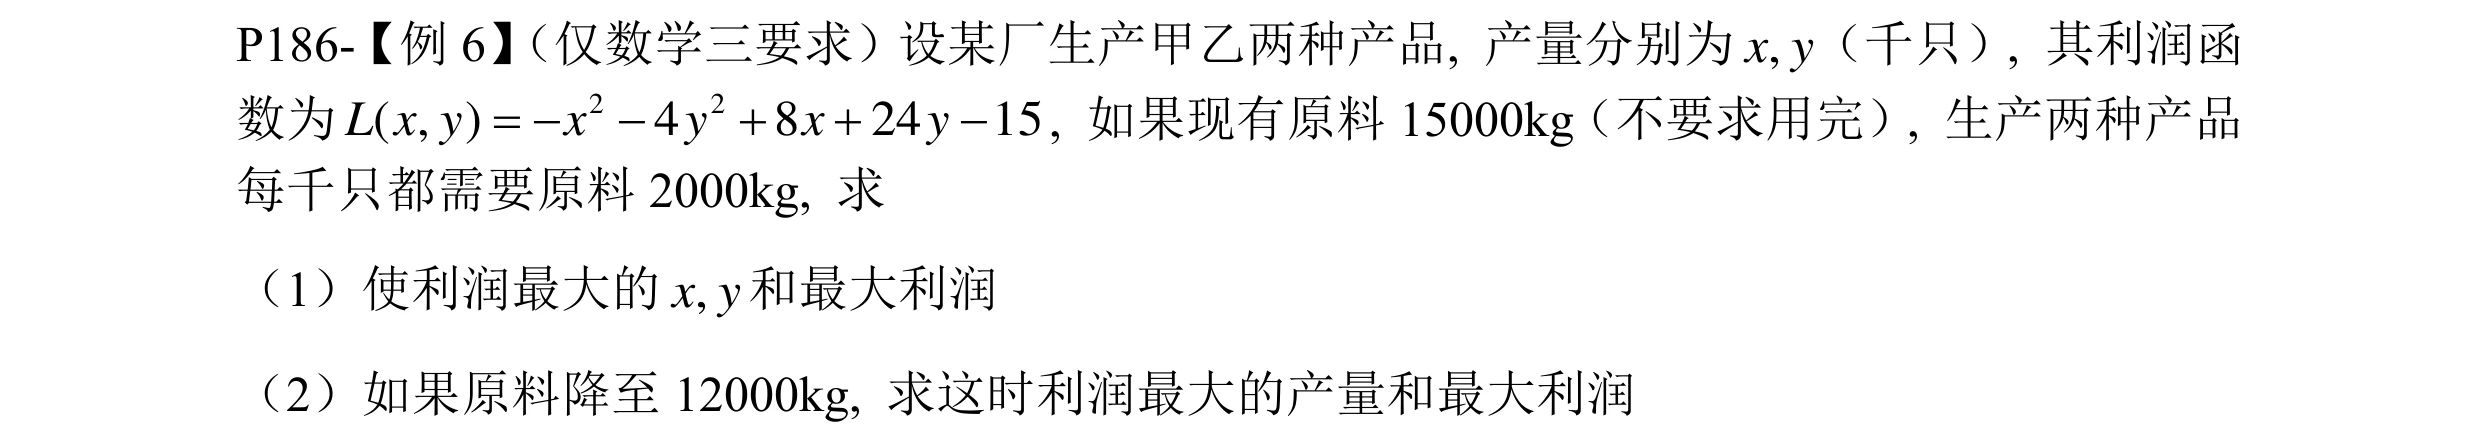 P186-【例 6】（仅数学三要求）设某厂生产甲乙两种产品, 产量分别为 x, y（千只）, 其利润函
数为 L(x, y) = −x² − 4y² + 8x + 24y − 15, 如果现有原料 15000kg（不要求用完）, 生产两种产品
每千只都需要原料 2000kg, 求
（1）使利润最大的 x, y 和最大利润
（2）如果原料降至 12000kg, 求这时利润最大的产量和最大利润